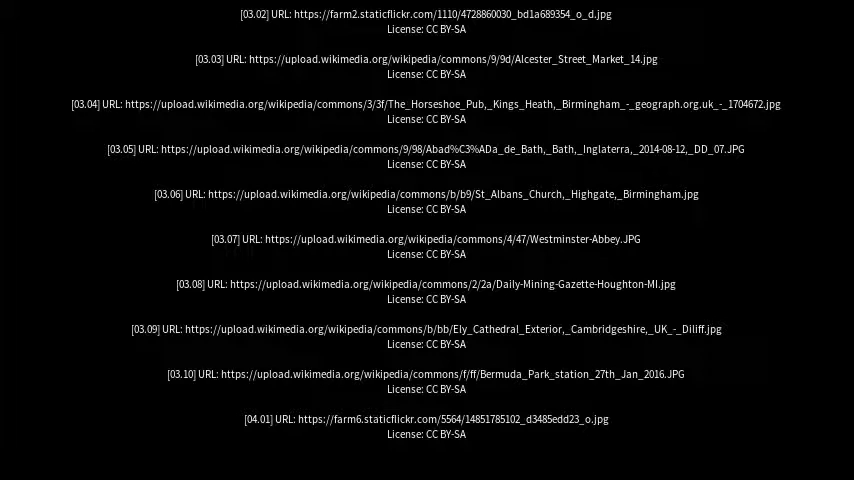 [03.02] URL: https://farm2.staticflickr.com/1110/4728860030_bd1a689354_o_d.jpg
License: CC BY-SA
[03.03] URL: https://upload.wikimedia.org/wikipedia/commons/9/9d/Alcester_Street_Market_14.jpg
License: CC BY-SA
[03.04] URL: https://upload.wikimedia.org/wikipedia/commons/3/3f/The_Horseshoe_Pub,_Kings_Heath,_Birmingham_-_geograph.org.uk_-_1704672.jpg
License: CC BY-SA
[03.05] URL: https://upload.wikimedia.org/wikipedia/commons/9/98/Abad%C3%ADa_de_Bath,_Bath,_Inglaterra,_2014-08-12,_DD_07.JPG
License: CC BY-SA
[03.06] URL: https://upload.wikimedia.org/wikipedia/commons/b/b9/St_Albans_Church,_Highgate,_Birmingham.jpg
License: CC BY-SA
[03.07] URL: https://upload.wikimedia.org/wikipedia/commons/4/47/Westminster-Abbey.JPG
License: CC BY-SA
[03.08] URL: https://upload.wikimedia.org/wikipedia/commons/2/2a/Daily-Mining-Gazette-Houghton-MI.jpg
License: CC BY-SA
[03.09] URL: https://upload.wikimedia.org/wikipedia/commons/b/bb/Ely_Cathedral_Exterior,_Cambridgeshire,_UK_-_Diliff.jpg
License: CC BY-SA
[03.10] URL: https://upload.wikimedia.org/wikipedia/commons/f/ff/Bermuda_Park_station_27th_Jan_2016.JPG
License: CC BY-SA
[04.01] URL: https://farm6.staticflickr.com/5564/14851785102_d3485edd23_o.jpg
License: CC BY-SA